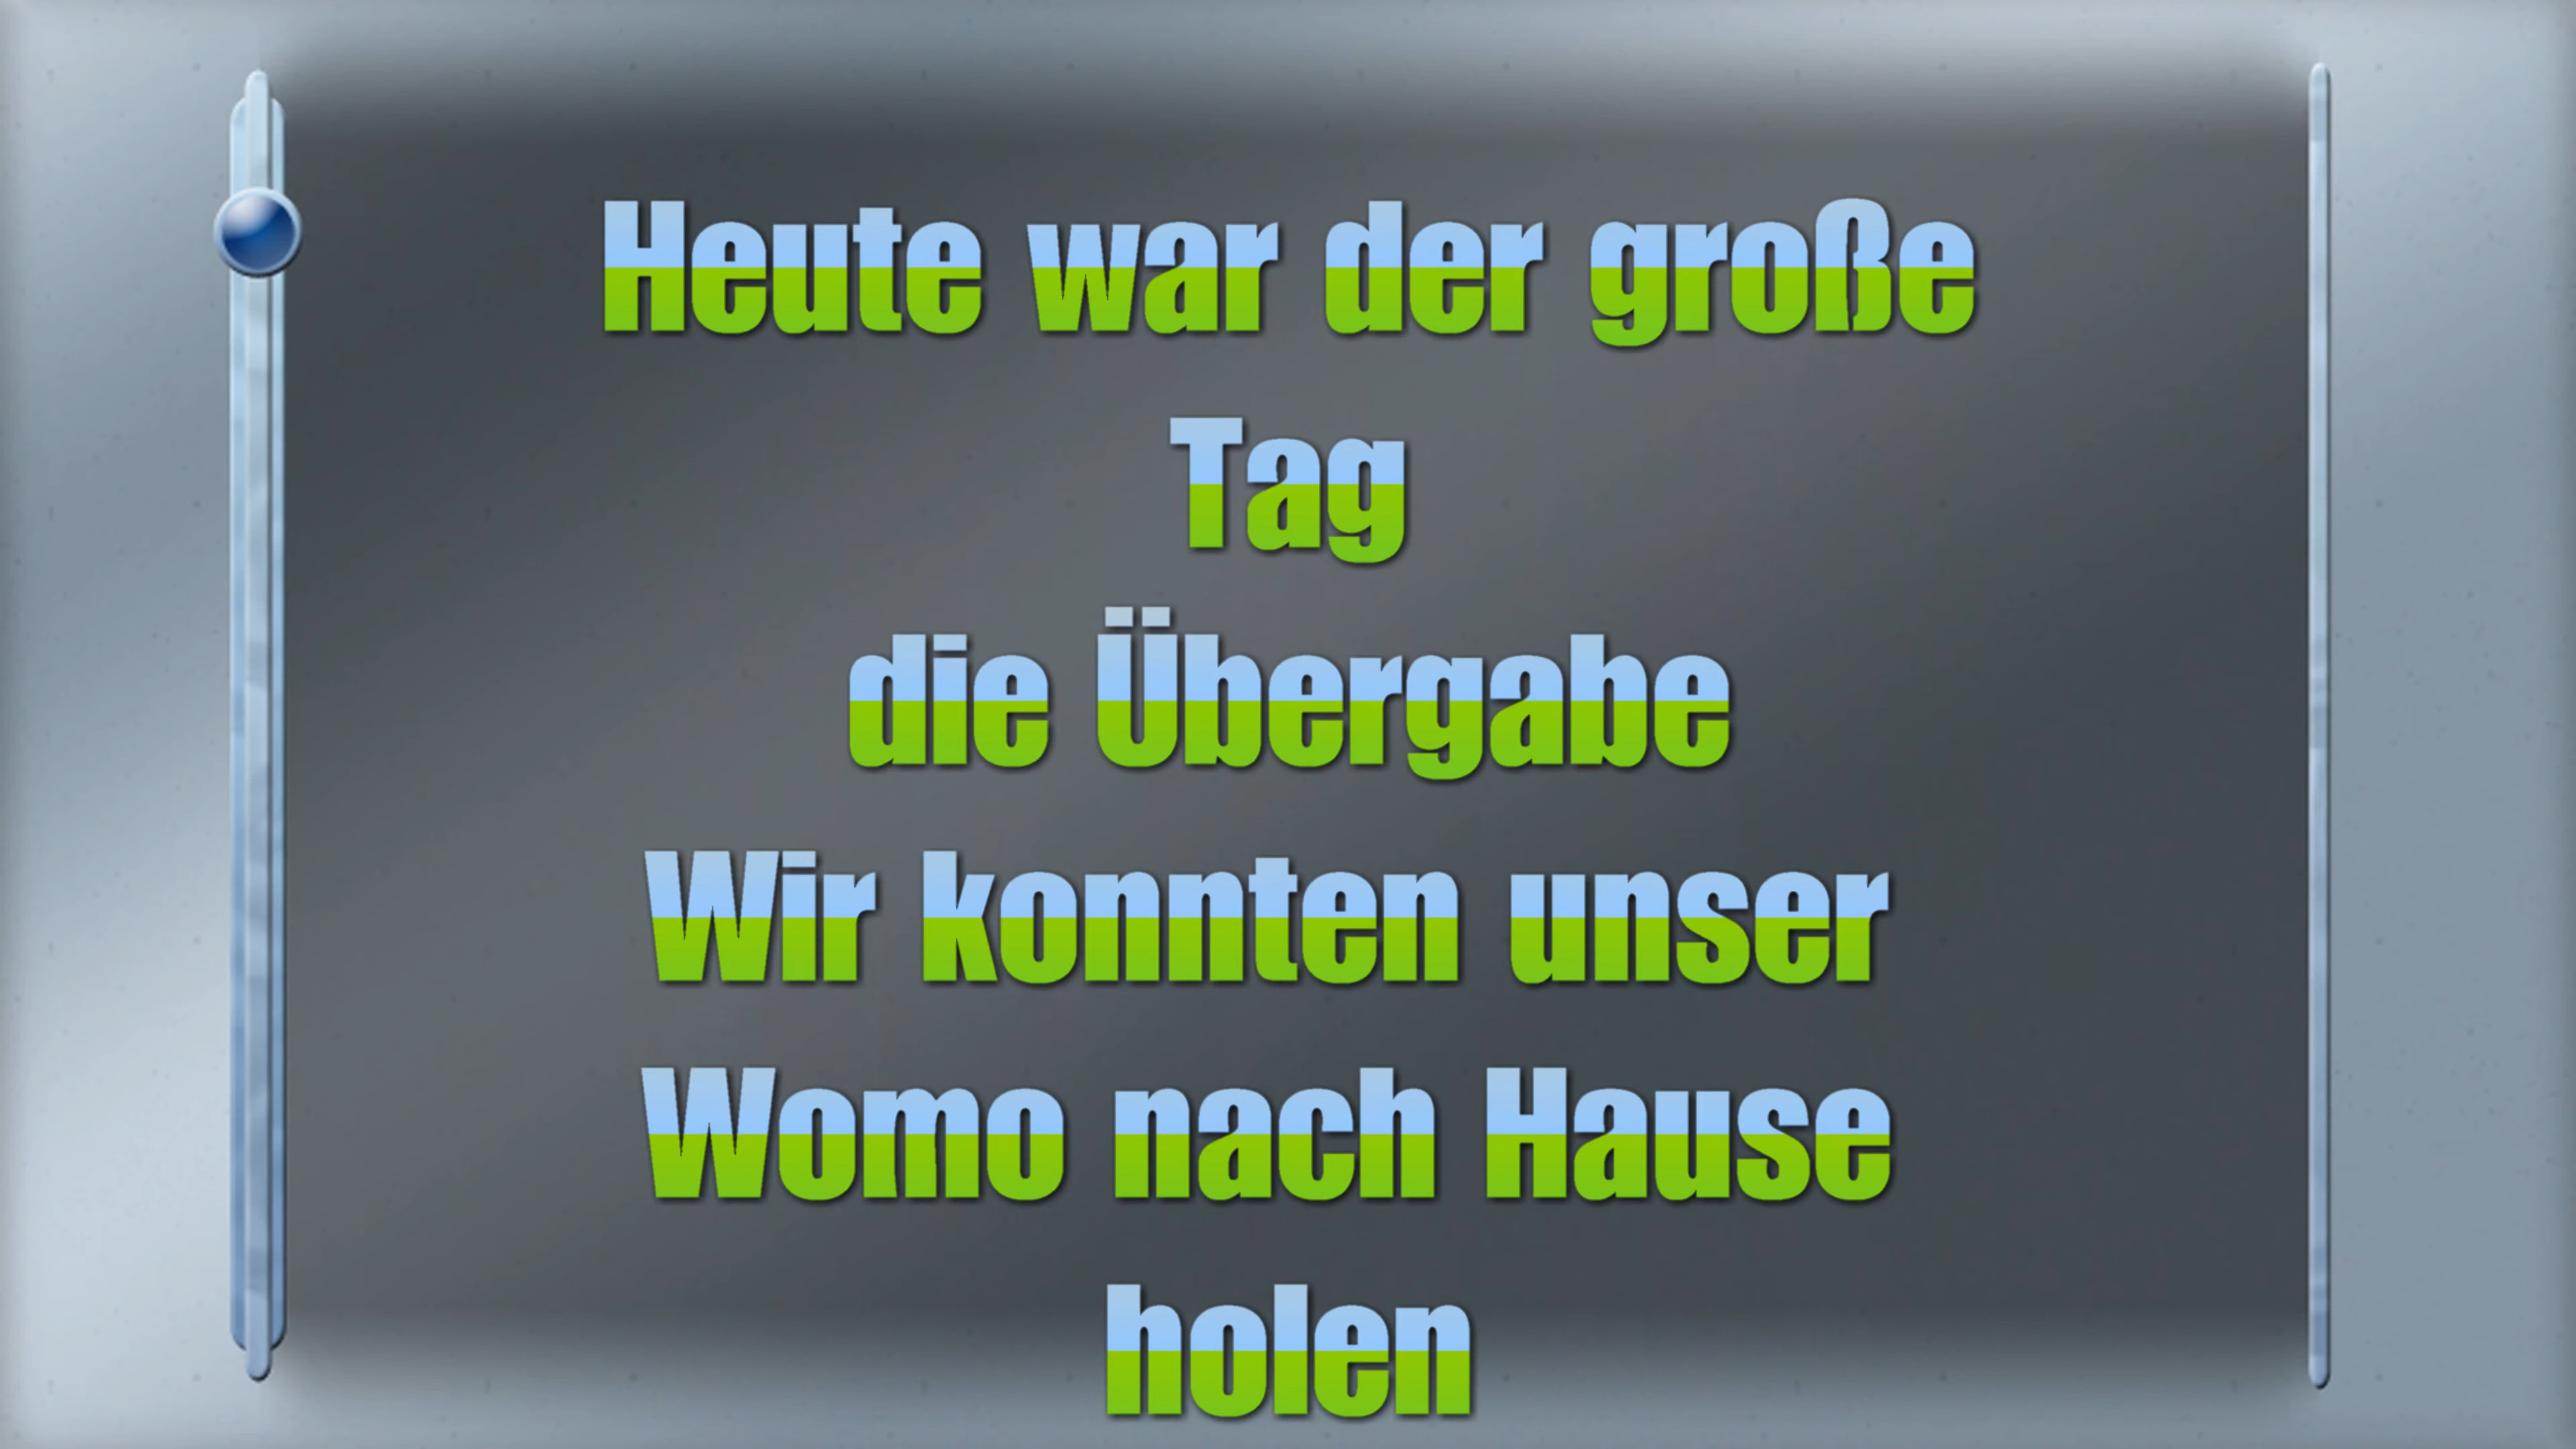 Heute war der große
Tag
die Übergabe
Wir konnten unser
Womo nach Hause
holen